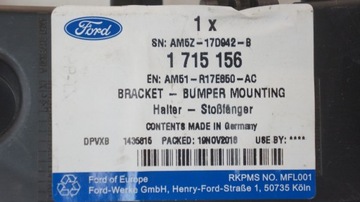 Ford
1 x
SN: AM5Z-17D942-B
1 715 156
EN: AM51-R17E850-AC
BRACKET - BUMPER MOUNTING
Halter - Stoßfänger
CONTENTS MADE IN Germany
DPVXB 1435815 PACKED: 19NOV2018 USE BY: ****
Ford of Europe RKPMS NO. MFL001
Ford-Werke GmbH, Henry-Ford-Straße 1, 50735 Köln